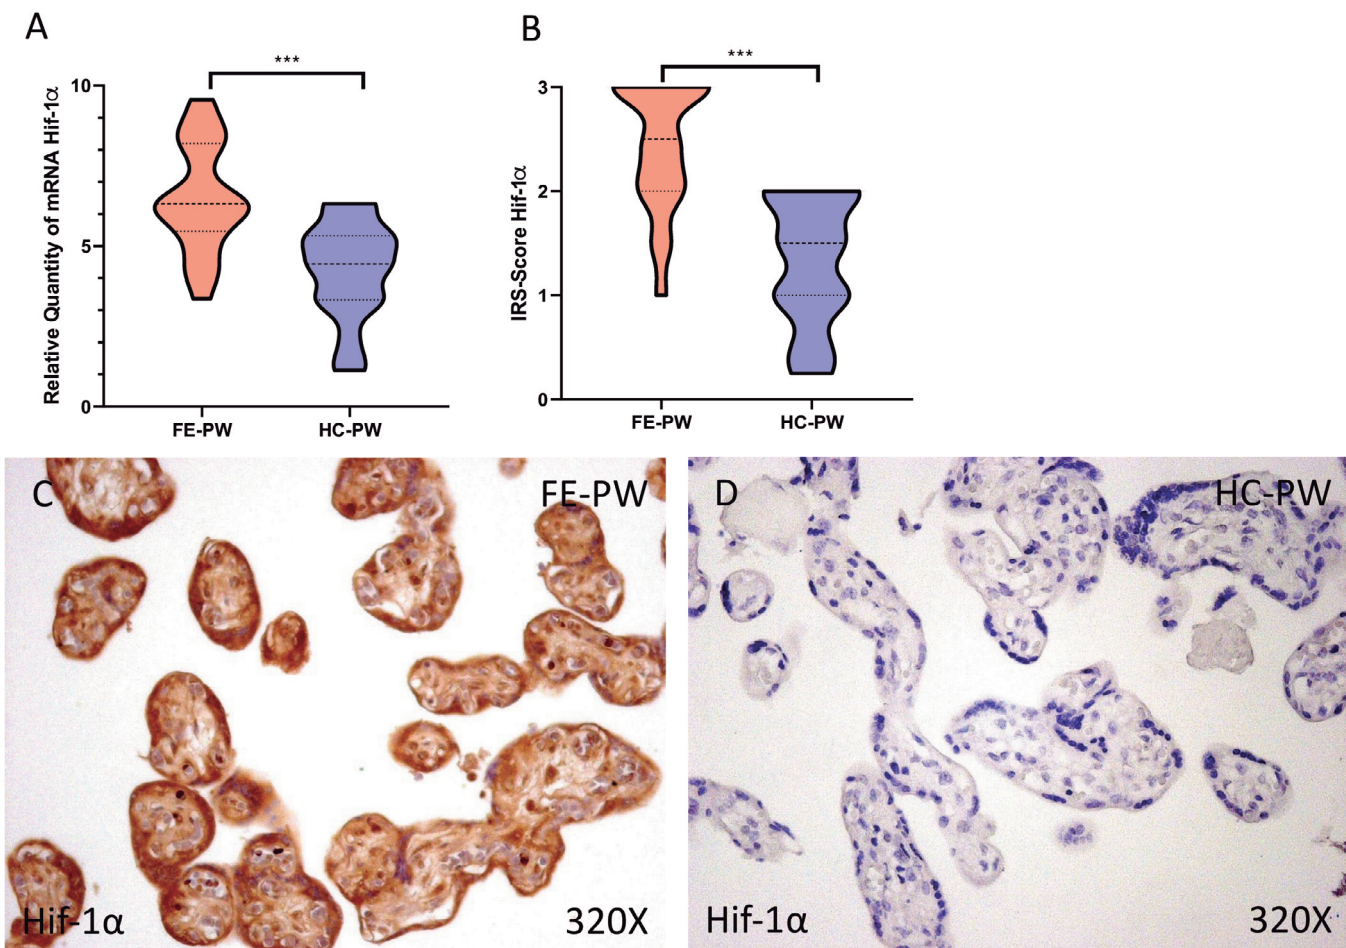 A
Relative Quantity of mRNA Hif-1α
10
5
0
***
FE-PW
HC-PW
B
IRS-Score Hif-1α
3
2
1
0
***
FE-PW
HC-PW
C
FE-PW
Hif-1α
320X
D
HC-PW
Hif-1α
320X